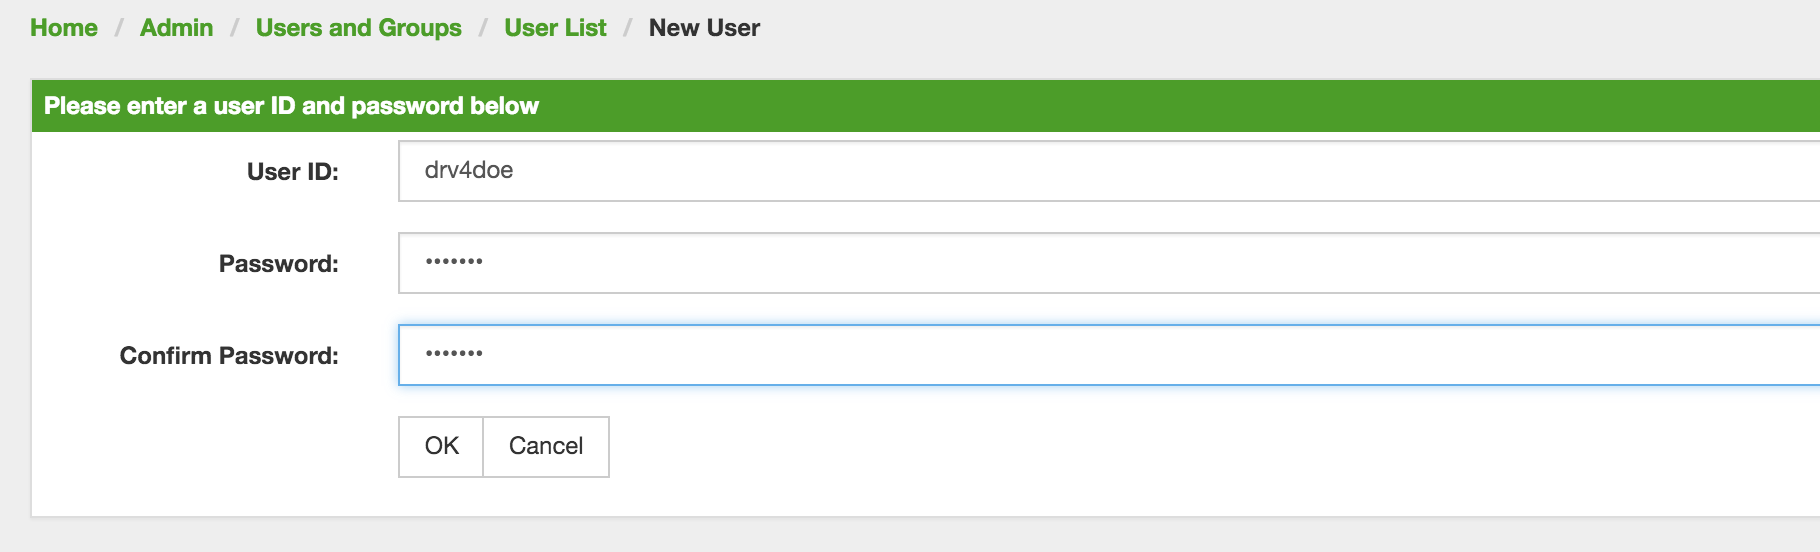 Home / Admin / Users and Groups / User List / New User
Please enter a user ID and password below
User ID: drv4doe
Password: •••••••
Confirm Password: •••••••
OK Cancel